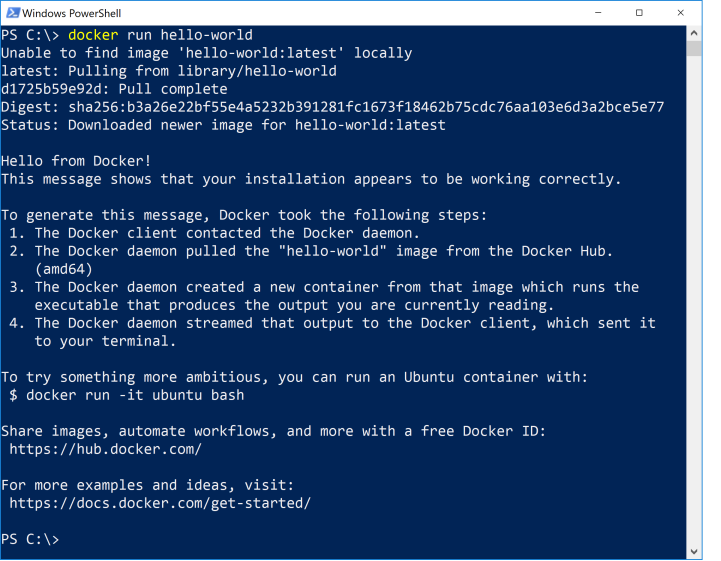 Windows PowerShell
PS C:\> docker run hello-world
Unable to find image 'hello-world:latest' locally
latest: Pulling from library/hello-world
d1725b59e92d: Pull complete
Digest: sha256:b3a26e22bf55e4a5232b391281fc1673f18462b75cdc76aa103e6d3a2bce5e77
Status: Downloaded newer image for hello-world:latest

Hello from Docker!
This message shows that your installation appears to be working correctly.

To generate this message, Docker took the following steps:
 1. The Docker client contacted the Docker daemon.
 2. The Docker daemon pulled the "hello-world" image from the Docker Hub.
    (amd64)
 3. The Docker daemon created a new container from that image which runs the
    executable that produces the output you are currently reading.
 4. The Docker daemon streamed that output to the Docker client, which sent it
    to your terminal.

To try something more ambitious, you can run an Ubuntu container with:
 $ docker run -it ubuntu bash

Share images, automate workflows, and more with a free Docker ID:
 https://hub.docker.com/

For more examples and ideas, visit:
 https://docs.docker.com/get-started/

PS C:\>